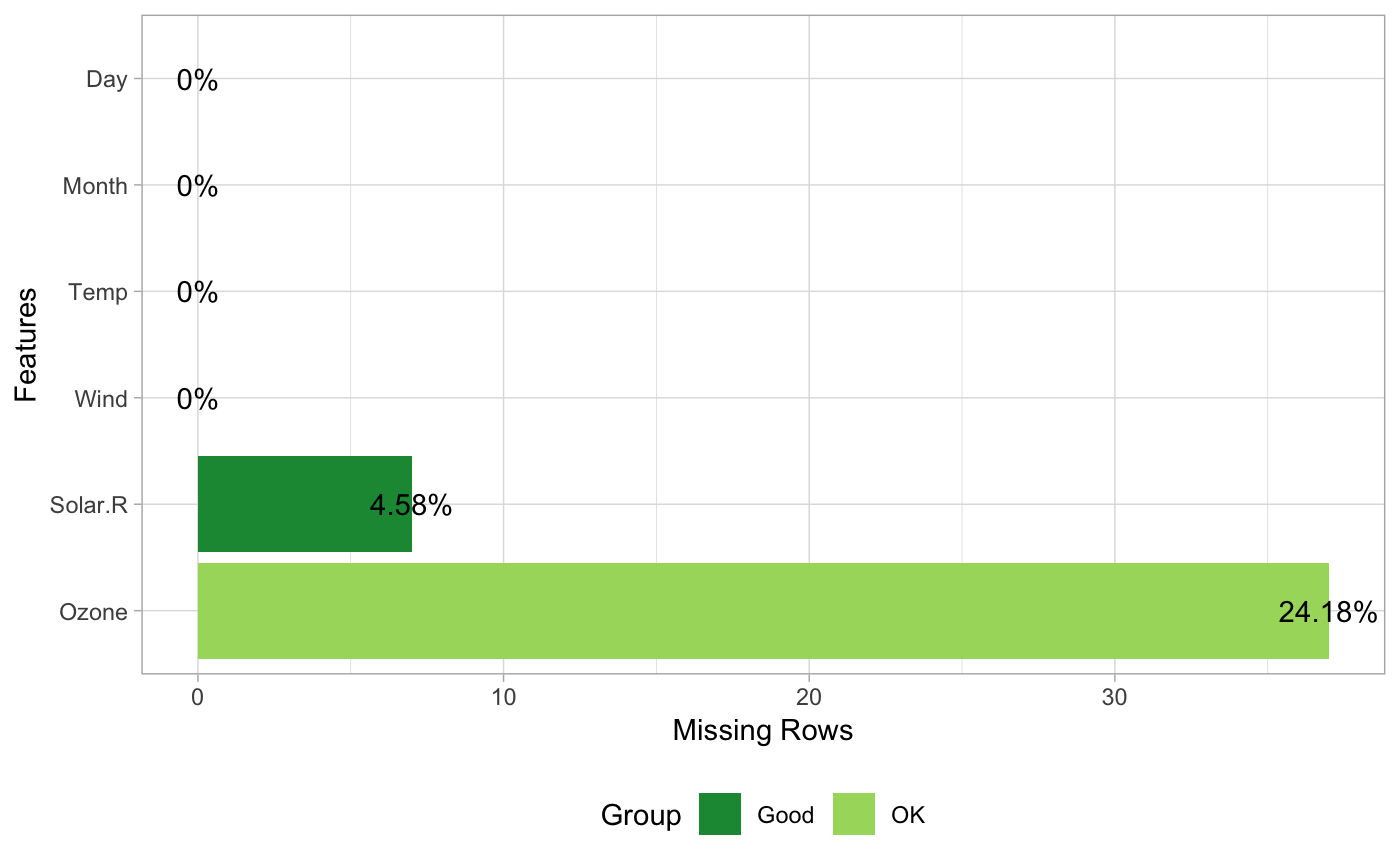 Features
Day 0%
Month 0%
Temp 0%
Wind 0%
Solar.R 4.58%
Ozone 24.18%
0 10 20 30
Missing Rows
Group Good OK